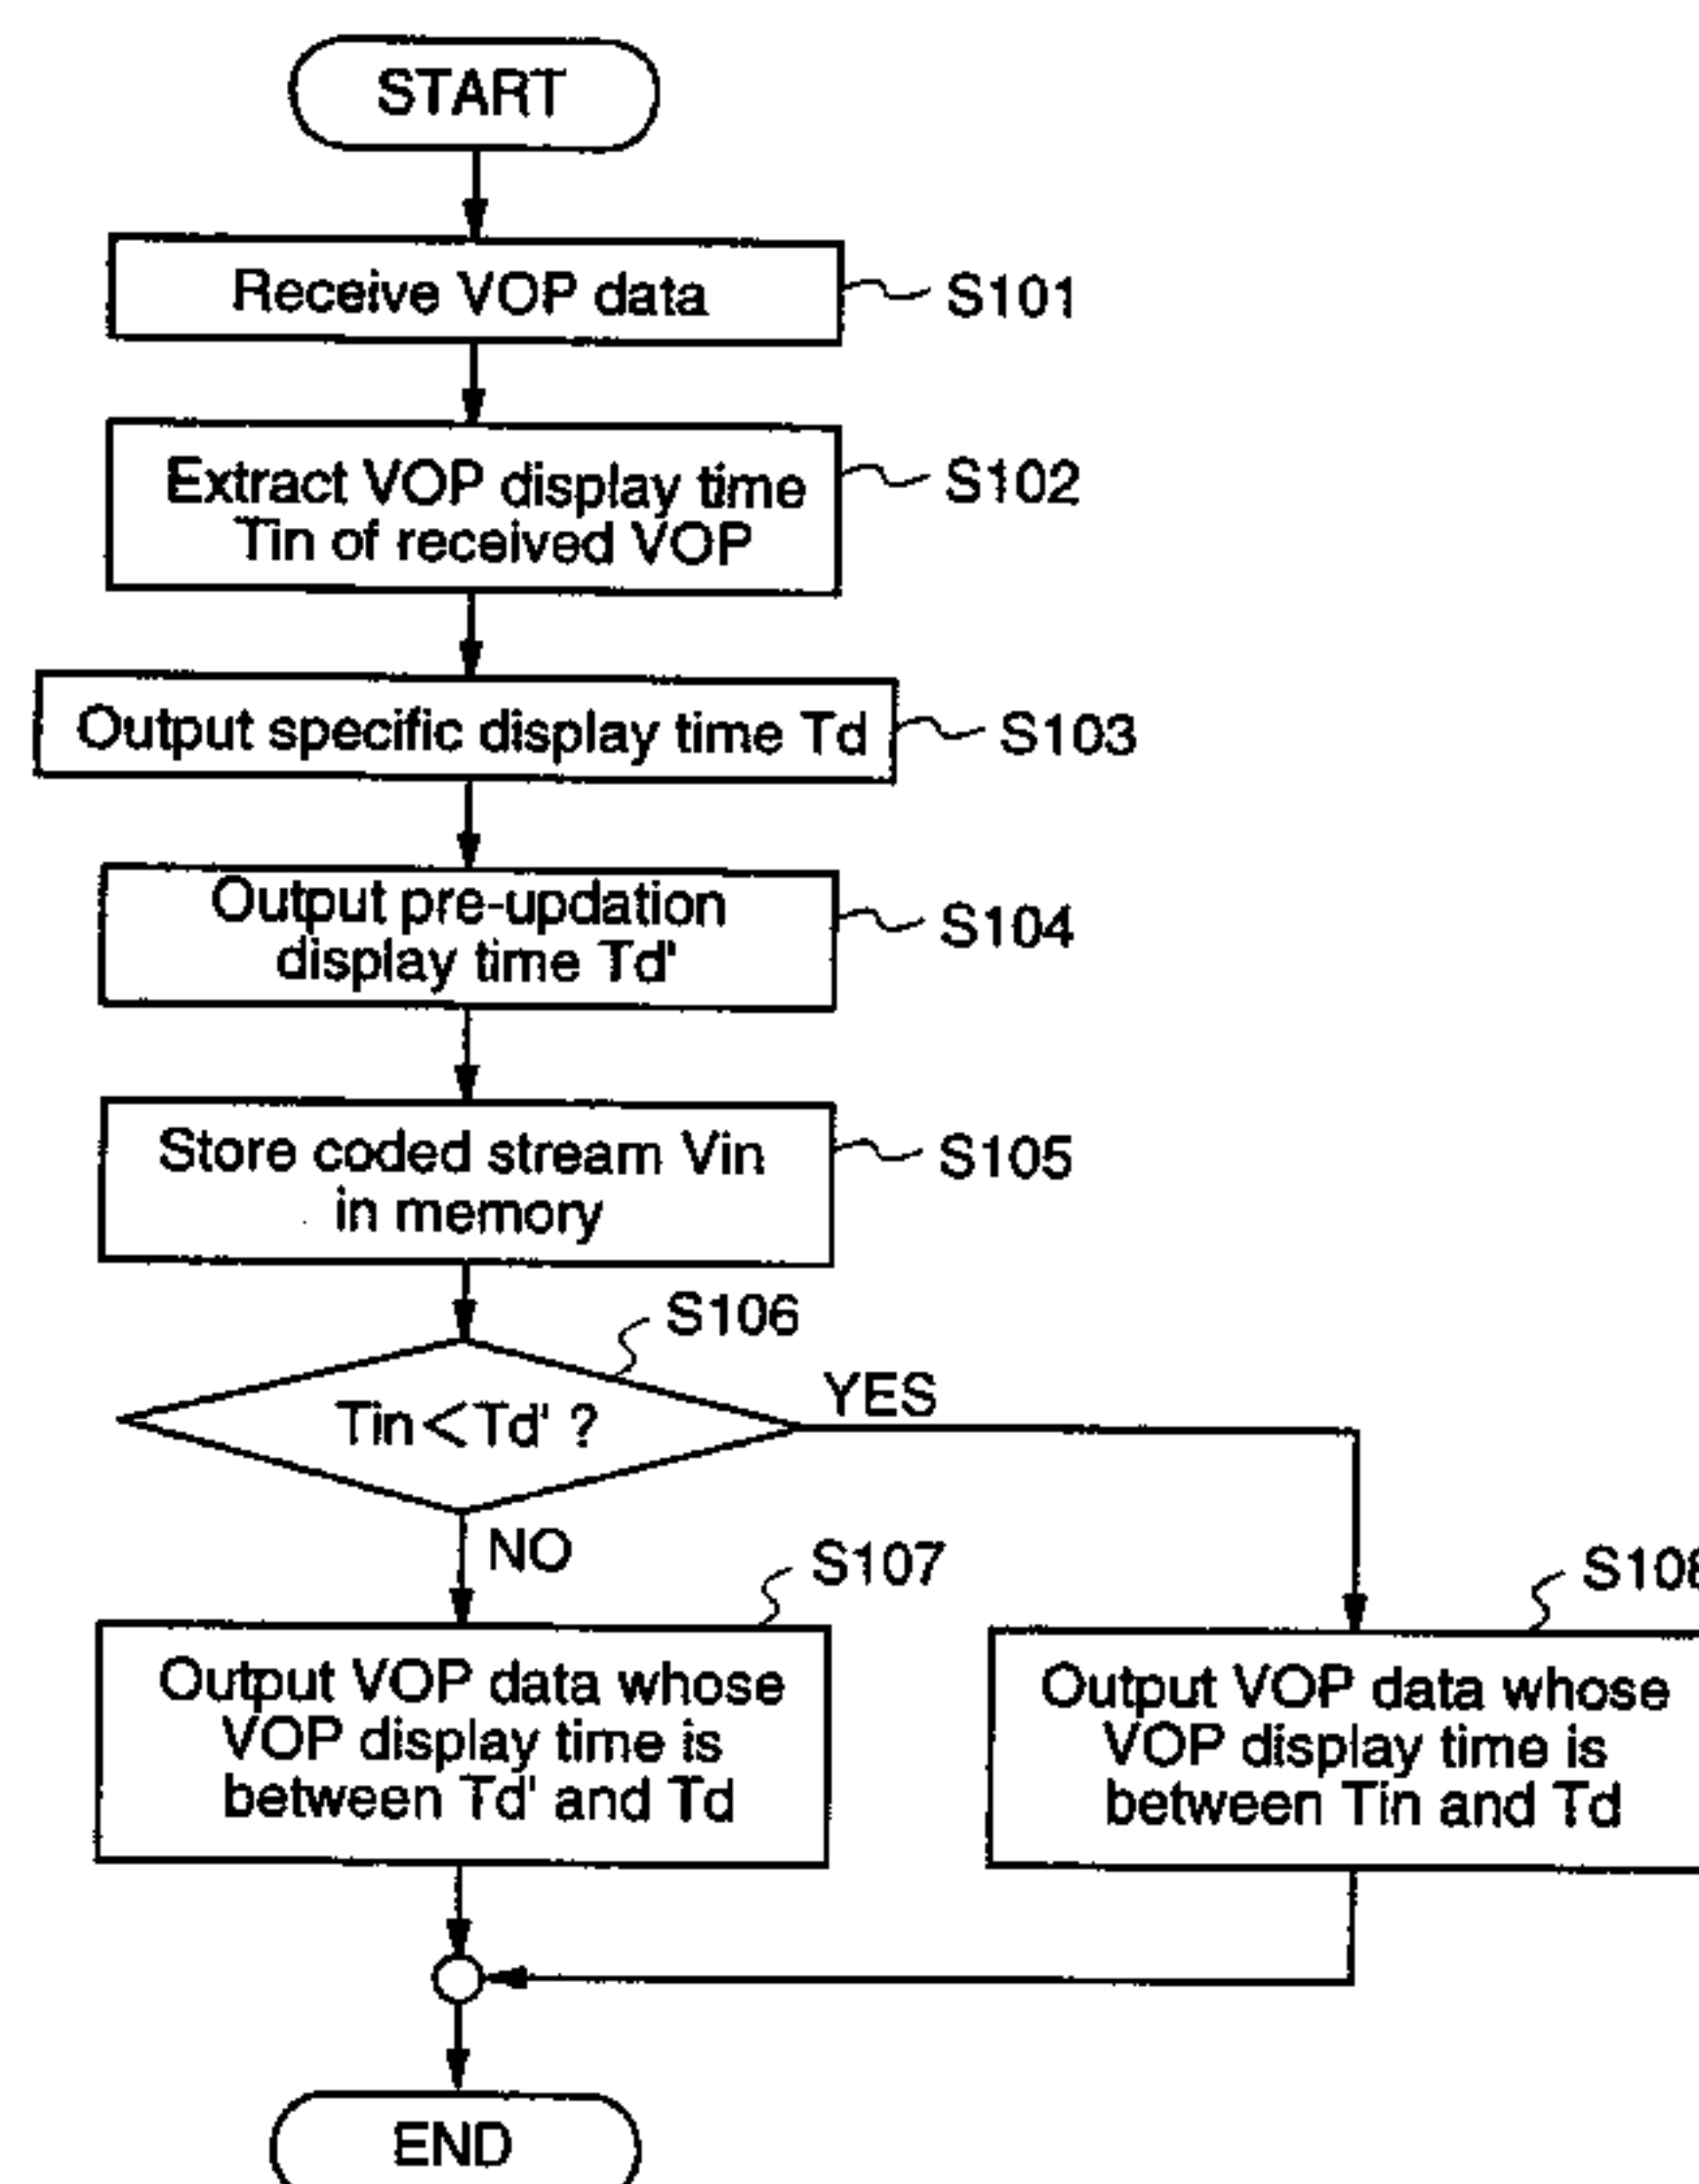 START
Receive VOP data
S101
Extract VOP display time
Tin of received VOP
S102
Output specific display time Td
S103
Output pre-updation
display time Td'
S104
Store coded stream Vin
in memory
S105
S106
Tin<Td' ?
YES
NO
S107
Output VOP data whose
VOP display time is
between Td' and Td
S108
Output VOP data whose
VOP display time is
between Tin and Td
END